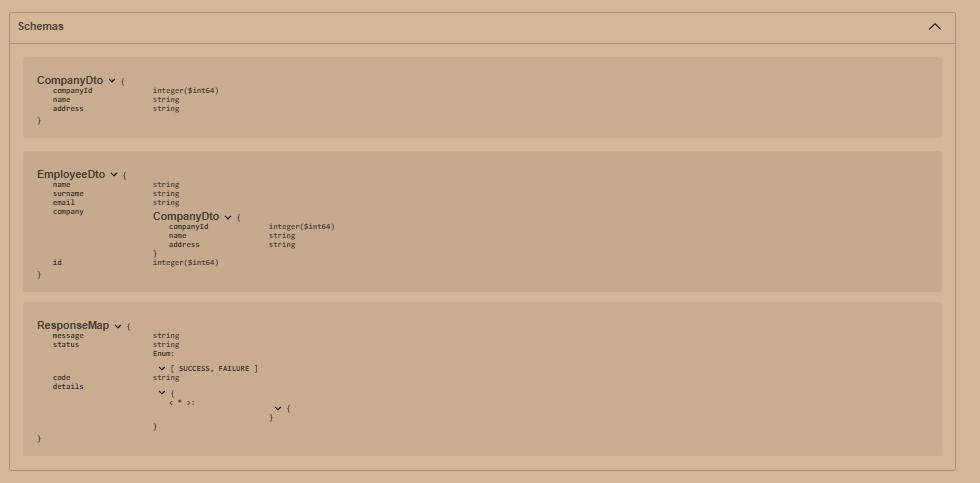 Schemas
CompanyDto {
companyId integer($int64)
name string
address string
}
EmployeeDto {
name string
surname string
email string
company
CompanyDto {
companyId integer($int64)
name string
address string
}
id integer($int64)
}
ResponseMap {
message string
status string
Enum:
[ SUCCESS, FAILURE ]
code string
details
{
< * >:
{
}
}
}